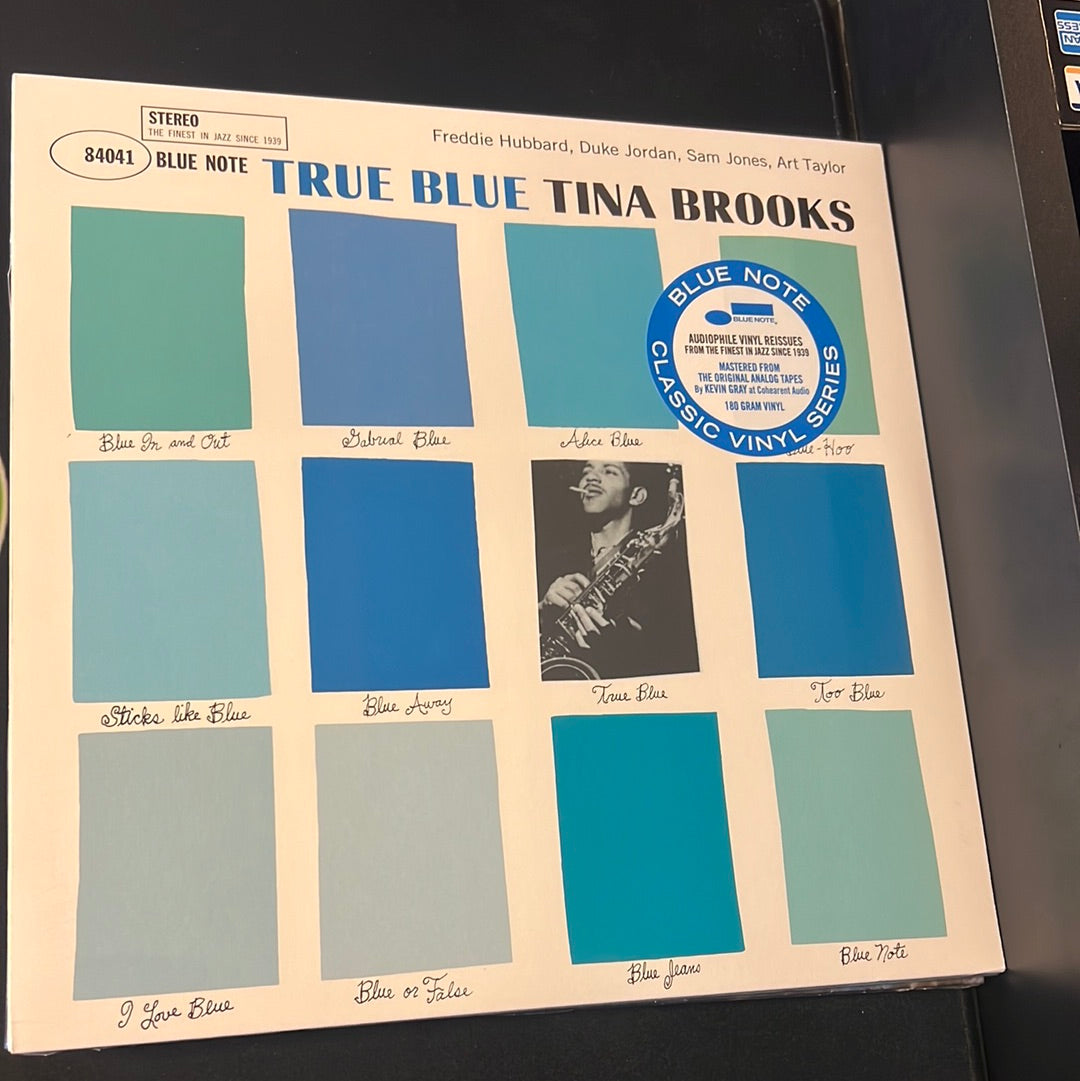 STEREO
THE FINEST IN JAZZ SINCE 1939
84041 BLUE NOTE
Freddie Hubbard, Duke Jordan, Sam Jones, Art Taylor
TRUE BLUE TINA BROOKS
BLUE NOTE
BLUE NOTE
AUDIOPHILE VINYL REISSUES
FROM THE FINEST IN JAZZ SINCE 1939
MASTERED FROM
THE ORIGINAL ANALOG TAPES
By KEVIN GRAY at Cohearent Audio
180 GRAM VINYL
CLASSIC VINYL SERIES
Blue In and Out
Gabrial Blue
Alice Blue
Hoo
Sticks like Blue
Blue Away
True Blue
Too Blue
I Love Blue
Blue or False
Blue Jeans
Blue Note